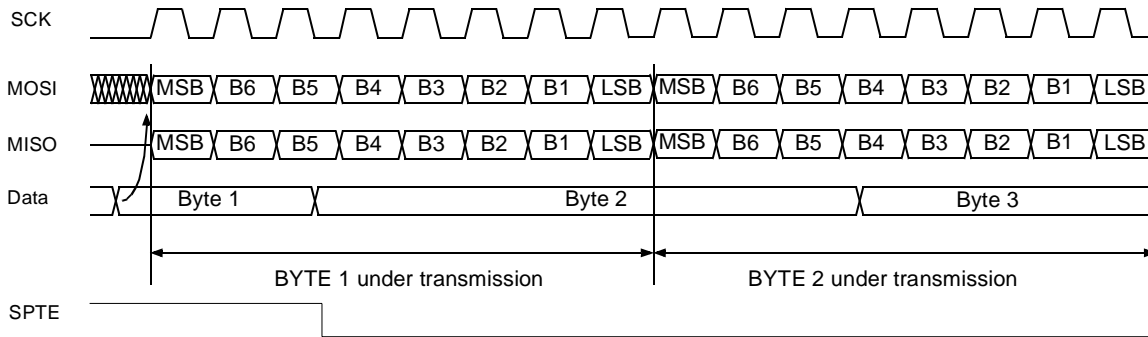 SCK
MOSI MSB B6 B5 B4 B3 B2 B1 LSB MSB B6 B5 B4 B3 B2 B1 LSB
MISO MSB B6 B5 B4 B3 B2 B1 LSB MSB B6 B5 B4 B3 B2 B1 LSB
Data Byte 1 Byte 2 Byte 3
BYTE 1 under transmission BYTE 2 under transmission
SPTE